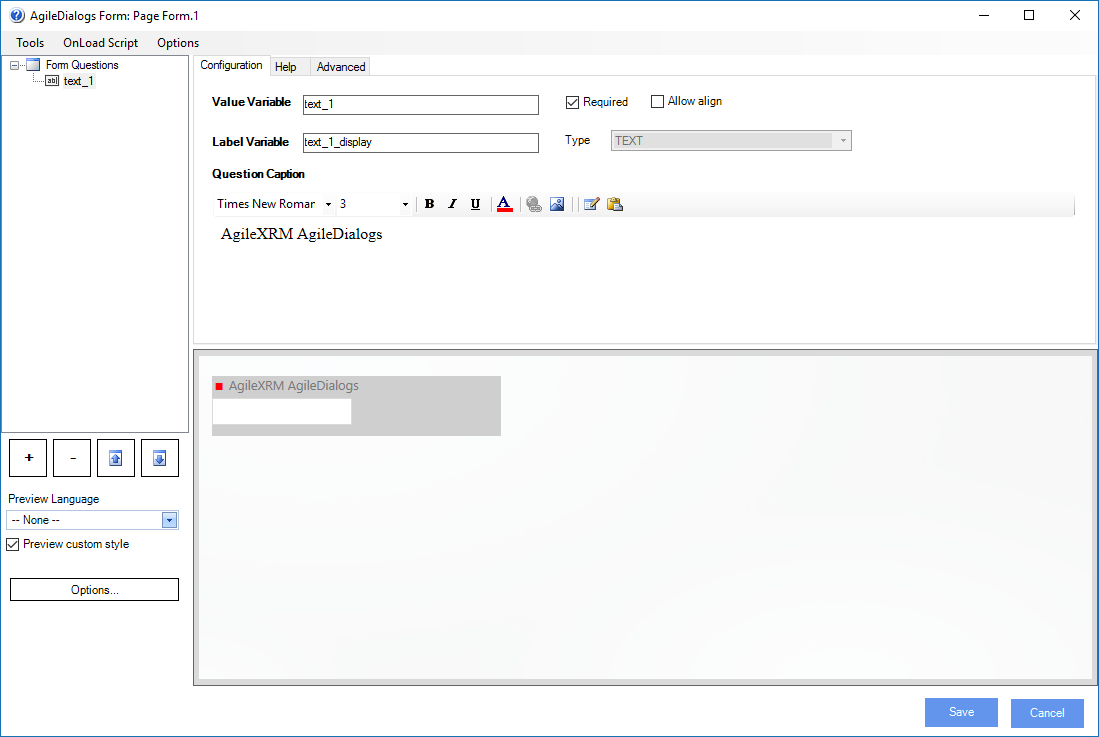 AgileDialogs Form: Page Form.1
Tools OnLoad Script Options
Form Questions
ab
text_1
Configuration Help Advanced
Value Variable text_1 Required Allow align
Label Variable text_1_display Type TEXT
Question Caption
Times New Roman 3 B I U A
AgileXRM AgileDialogs
AgileXRM AgileDialogs
+ -
Preview Language
-- None --
Preview custom style
Options...
Save Cancel